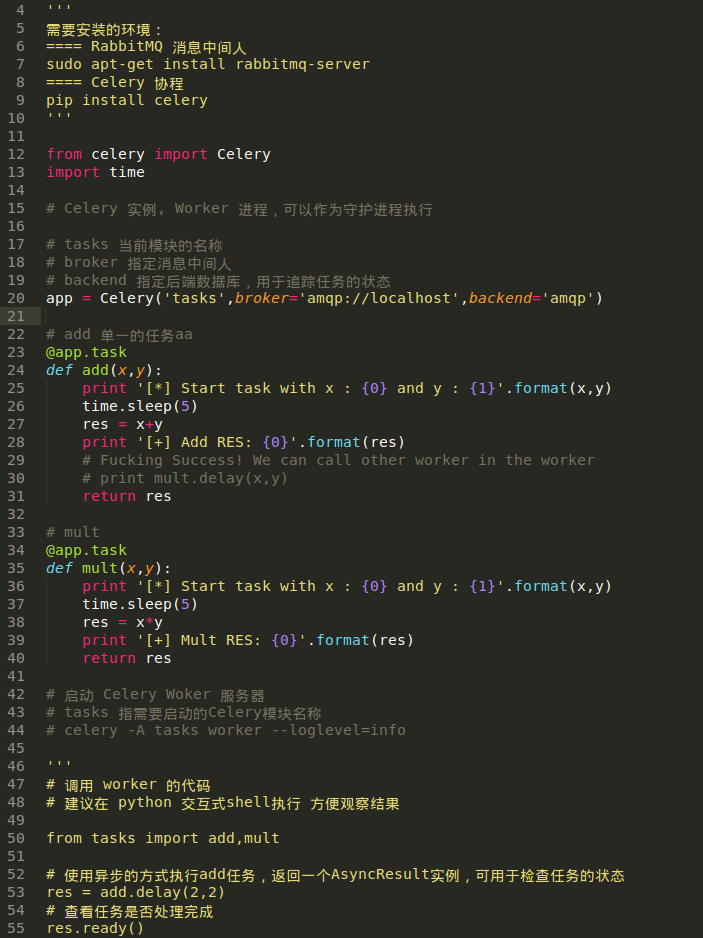 4 '''
5 需要安装的环境：
6 ==== RabbitMQ 消息中间人
7 sudo apt-get install rabbitmq-server
8 ==== Celery 协程
9 pip install celery
10 '''
11
12 from celery import Celery
13 import time
14
15 # Celery 实例, Worker 进程，可以作为守护进程执行
16
17 # tasks 当前模块的名称
18 # broker 指定消息中间人
19 # backend 指定后端数据库，用于追踪任务的状态
20 app = Celery('tasks',broker='amqp://localhost',backend='amqp')
21
22 # add 单一的任务aa
23 @app.task
24 def add(x,y):
25     print '[*] Start task with x : {0} and y : {1}'.format(x,y)
26     time.sleep(5)
27     res = x+y
28     print '[+] Add RES: {0}'.format(res)
29     # Fucking Success! We can call other worker in the worker
30     # print mult.delay(x,y)
31     return res
32
33 # mult
34 @app.task
35 def mult(x,y):
36     print '[*] Start task with x : {0} and y : {1}'.format(x,y)
37     time.sleep(5)
38     res = x*y
39     print '[+] Mult RES: {0}'.format(res)
40     return res
41
42 # 启动 Celery Woker 服务器
43 # tasks 指需要启动的Celery模块名称
44 # celery -A tasks worker --loglevel=info
45
46 '''
47 # 调用 worker 的代码
48 # 建议在 python 交互式shell执行 方便观察结果
49
50 from tasks import add,mult
51
52 # 使用异步的方式执行add任务，返回一个AsyncResult实例，可用于检查任务的状态
53 res = add.delay(2,2)
54 # 查看任务是否处理完成
55 res.ready()